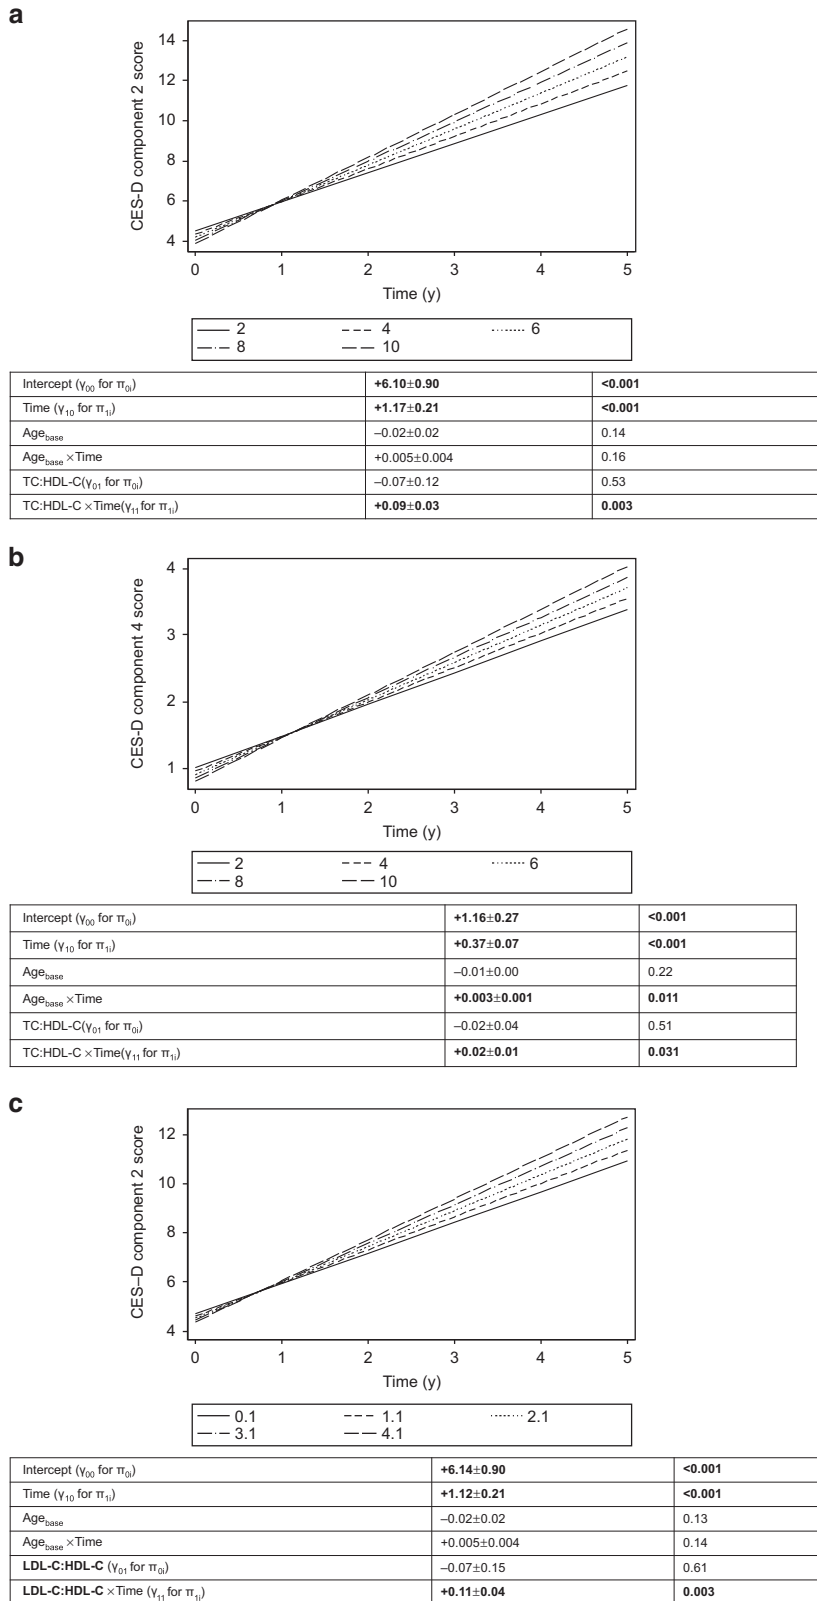 a
CES-D component 2 score
14
12
10
8
6
4
0 1 2 3 4 5
Time (y)
2 4 6
8 10
Intercept (γ00 for π0i) +6.10±0.90 <0.001
Time (γ10 for π1i) +1.17±0.21 <0.001
Agebase –0.02±0.02 0.14
Agebase ×Time +0.005±0.004 0.16
TC:HDL-C(γ01 for π0i) –0.07±0.12 0.53
TC:HDL-C ×Time(γ11 for π1i) +0.09±0.03 0.003
b
CES-D component 4 score
4
3
2
1
0 1 2 3 4 5
Time (y)
2 4 6
8 10
Intercept (γ00 for π0i) +1.16±0.27 <0.001
Time (γ10 for π1i) +0.37±0.07 <0.001
Agebase –0.01±0.00 0.22
Agebase ×Time +0.003±0.001 0.011
TC:HDL-C(γ01 for π0i) –0.02±0.04 0.51
TC:HDL-C ×Time(γ11 for π1i) +0.02±0.01 0.031
c
CES–D component 2 score
12
10
8
6
4
0 1 2 3 4 5
Time (y)
0.1 1.1 2.1
3.1 4.1
Intercept (γ00 for π0i) +6.14±0.90 <0.001
Time (γ10 for π1i) +1.12±0.21 <0.001
Agebase –0.02±0.02 0.13
Agebase ×Time +0.005±0.004 0.14
LDL-C:HDL-C (γ01 for π0i) –0.07±0.15 0.61
LDL-C:HDL-C ×Time (γ11 for π1i) +0.11±0.04 0.003